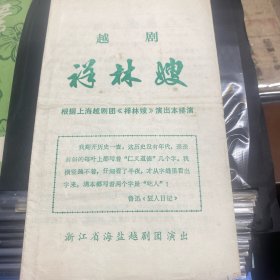 越剧
祥林嫂
根据上海越剧团《祥林嫂》演出本移演
我翻开历史一查，这历史没有年代，歪歪
斜斜的每叶上都写着“仁义道德”几个字。我
横竖睡不着，仔细看了半夜，才从字缝里看出
字来，满本都写着两个字是“吃人”！
鲁迅《狂人日记》
浙江省海盐越剧团演出